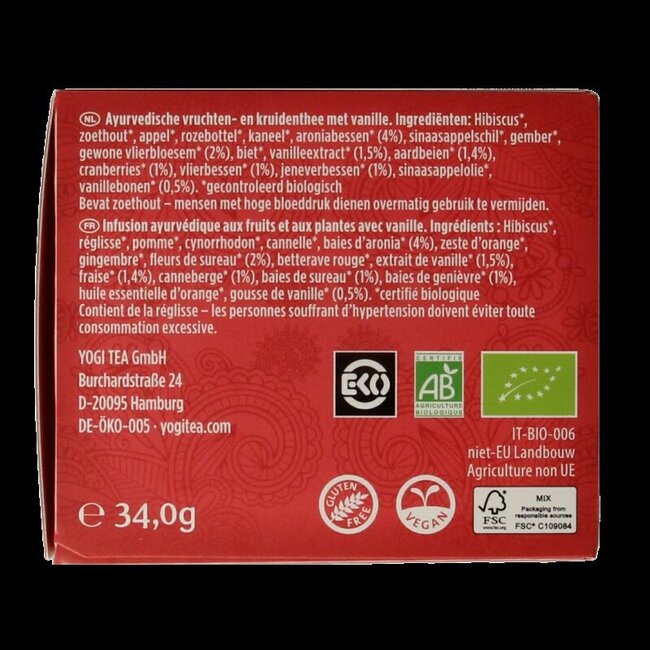 NL Ayurvedische vruchten- en kruidenthee met vanille. Ingrediënten: Hibiscus*,
zoethout*, appel*, rozebottel*, kaneel*, aroniabessen* (4%), sinaasappelschil*, gember*,
gewone vlierbloesem* (2%), biet*, vanilleextract* (1,5%), aardbeien* (1,4%),
cranberries* (1%), vlierbessen* (1%), jeneverbessen* (1%), sinaasappelolie*,
vanillebonen* (0,5%). *gecontroleerd biologisch
Bevat zoethout – mensen met hoge bloeddruk dienen overmatig gebruik te vermijden.
FR Infusion ayurvédique aux fruits et aux plantes avec vanille. Ingrédients : Hibiscus*,
réglisse*, pomme*, cynorrhodon*, cannelle*, baies d'aronia* (4%), zeste d'orange*,
gingembre*, fleurs de sureau* (2%), betterave rouge*, extrait de vanille* (1,5%),
fraise* (1,4%), canneberge* (1%), baies de sureau* (1%), baies de genièvre* (1%),
huile essentielle d'orange*, gousse de vanille* (0,5%). *certifié biologique
Contient de la réglisse – les personnes souffrant d'hypertension doivent éviter toute
consommation excessive.
YOGI TEA GmbH
Burchardstraße 24
D-20095 Hamburg
DE-ÖKO-005 · yogitea.com
EKO
CERTIFIÉ
AB
AGRICULTURE
BIOLOGIQUE
IT-BIO-006
niet-EU Landbouw
Agriculture non UE
e 34,0g
GLUTEN
FREE
VEGAN
FSC
www.fsc.org
MIX
Packaging from
responsible sources
FSC® C109084